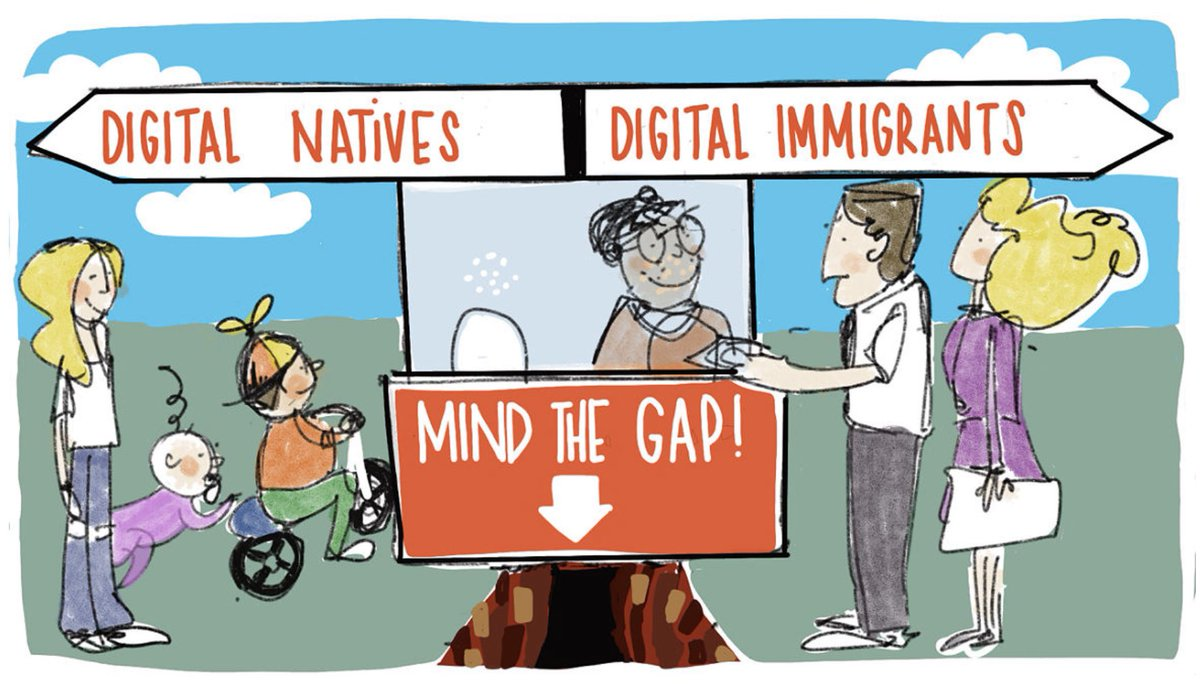 DIGITAL NATIVES
DIGITAL IMMIGRANTS
MIND THE GAP!